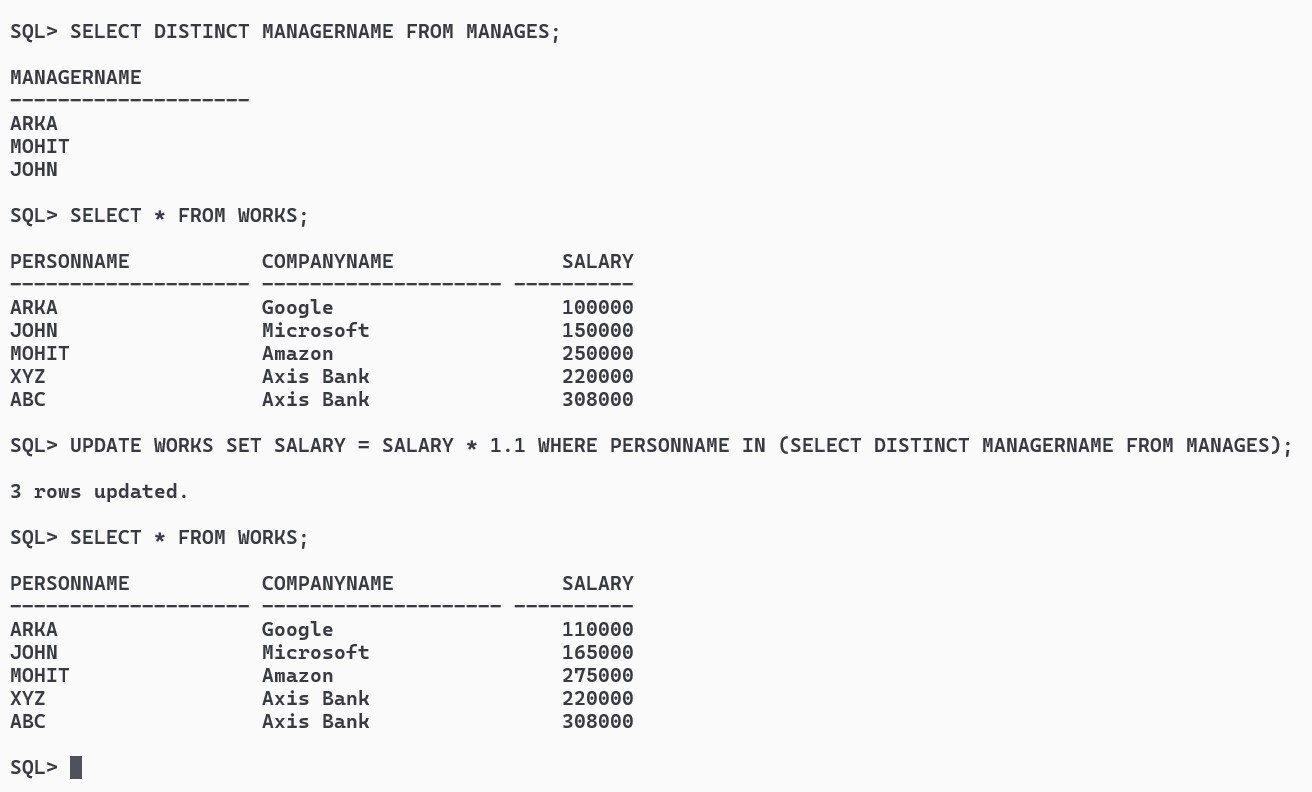 SQL> SELECT DISTINCT MANAGERNAME FROM MANAGES;
MANAGERNAME
--------------------
ARKA
MOHIT
JOHN
SQL> SELECT * FROM WORKS;
PERSONNAME           COMPANYNAME              SALARY
-------------------- -------------------- ----------
ARKA                 Google                   100000
JOHN                 Microsoft                150000
MOHIT                Amazon                   250000
XYZ                  Axis Bank                220000
ABC                  Axis Bank                308000
SQL> UPDATE WORKS SET SALARY = SALARY * 1.1 WHERE PERSONNAME IN (SELECT DISTINCT MANAGERNAME FROM MANAGES);
3 rows updated.
SQL> SELECT * FROM WORKS;
PERSONNAME           COMPANYNAME              SALARY
-------------------- -------------------- ----------
ARKA                 Google                   110000
JOHN                 Microsoft                165000
MOHIT                Amazon                   275000
XYZ                  Axis Bank                220000
ABC                  Axis Bank                308000
SQL>